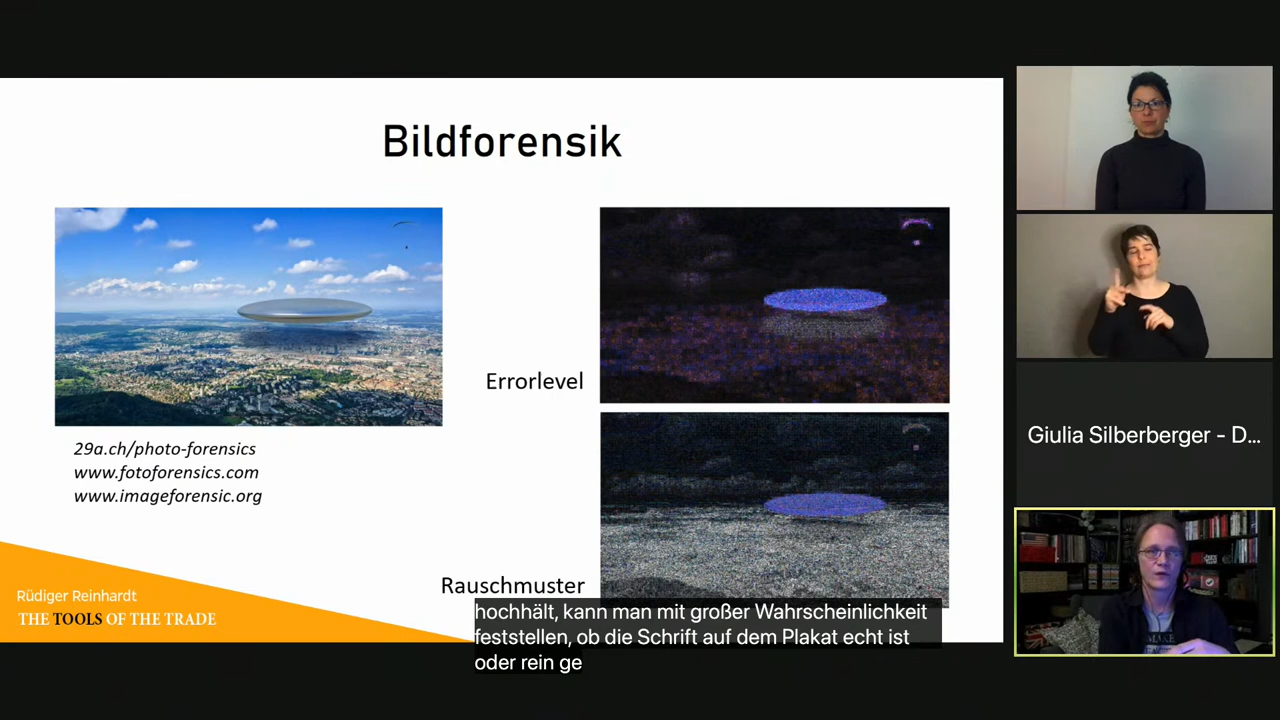 Bildforensik
29a.ch/photo-forensics
www.fotoforensics.com
www.imageforensic.org
Errorlevel
Rauschmuster
Rüdiger Reinhardt
THE TOOLS OF THE TRADE
hochhält, kann man mit großer Wahrscheinlichkeit
feststellen, ob die Schrift auf dem Plakat echt ist
oder rein ge
Giulia Silberberger - D...
MAKE